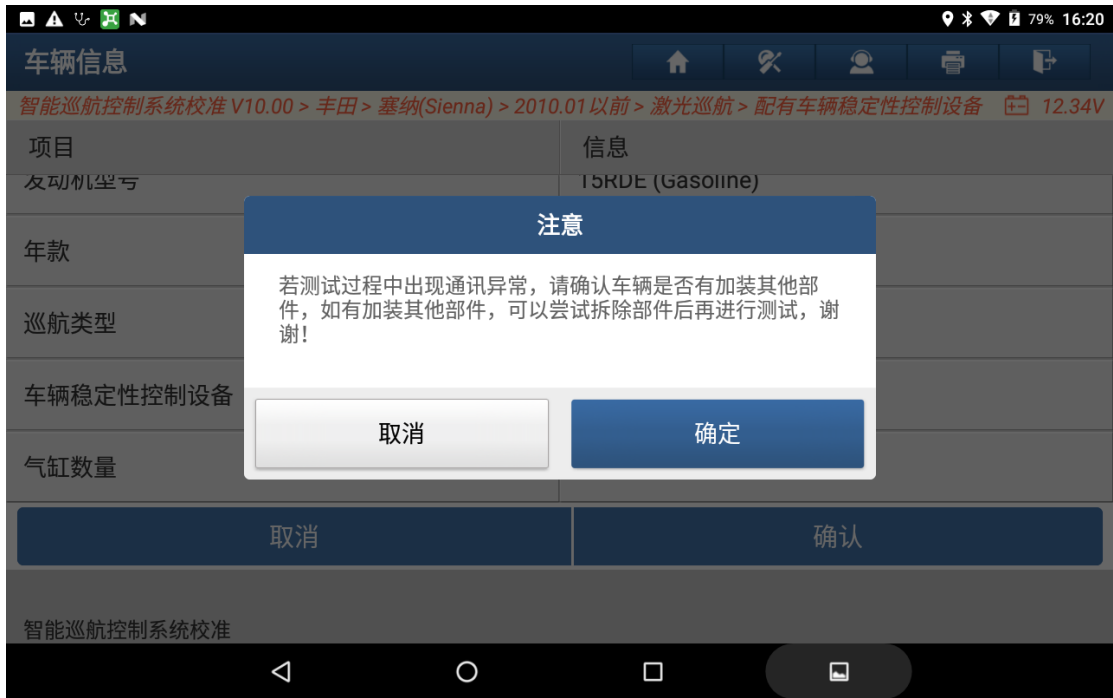 79% 16:20
车辆信息
智能巡航控制系统校准 V10.00 > 丰田 > 塞纳(Sienna) > 2010.01以前 > 激光巡航 > 配有车辆稳定性控制设备 12.34V
项目 信息
发动机型号 (Gasoline)
注意
年款
若测试过程中出现通讯异常，请确认车辆是否有加装其他部
件，如有加装其他部件，可以尝试拆除部件后再进行测试，谢
谢！
巡航类型
车辆稳定性控制设备
取消 确定
气缸数量
取消 确认
智能巡航控制系统校准